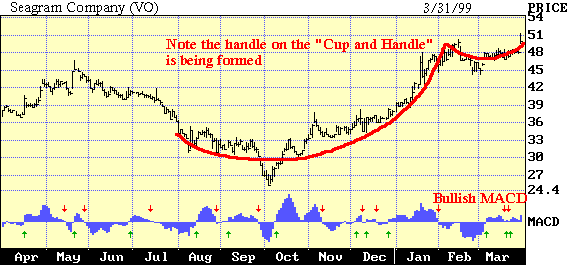 Seagram Company (VO) 3/31/99 PRICE
54
Note the handle on the "Cup and Handle"
is being formed
51
48
45
42
39
36
33
30
27
24.4
Bullish MACD
MACD
Apr May Jun Jul Aug Sep Oct Nov Dec Jan Feb Mar